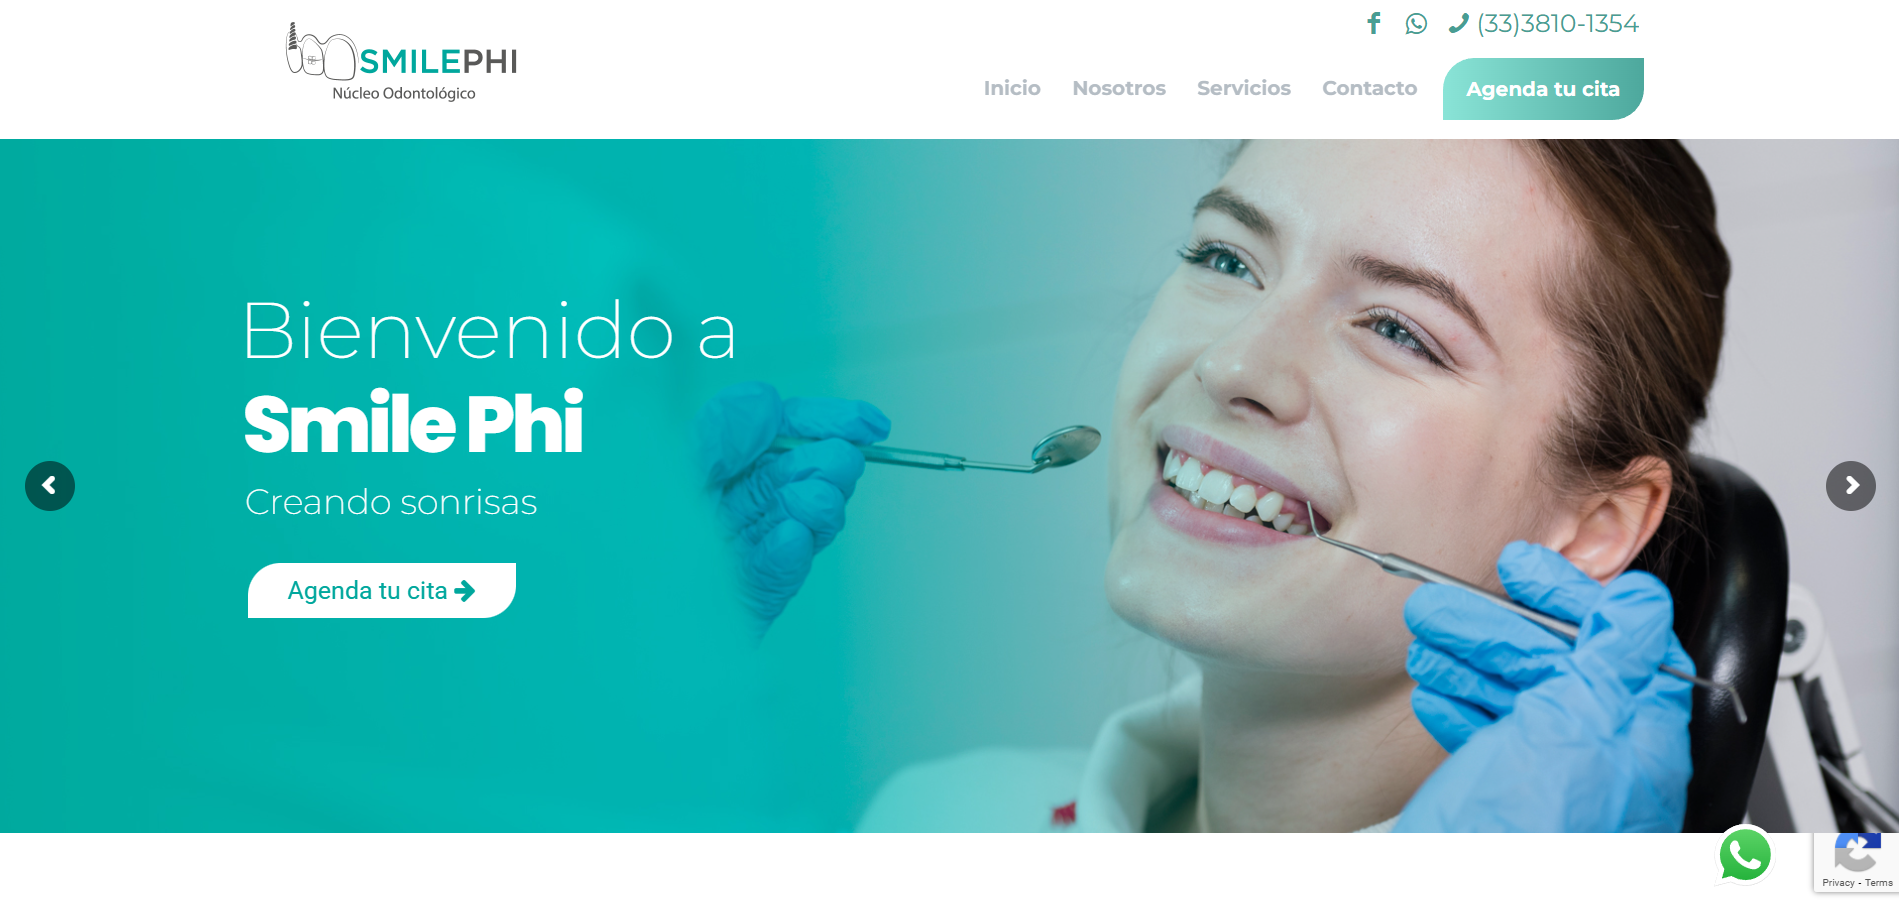 (33)3810-1354
SMILEPHI
Núcleo Odontológico
Inicio
Nosotros
Servicios
Contacto
Agenda tu cita
Bienvenido a
Smile Phi
Creando sonrisas
Agenda tu cita
Privacy - Terms